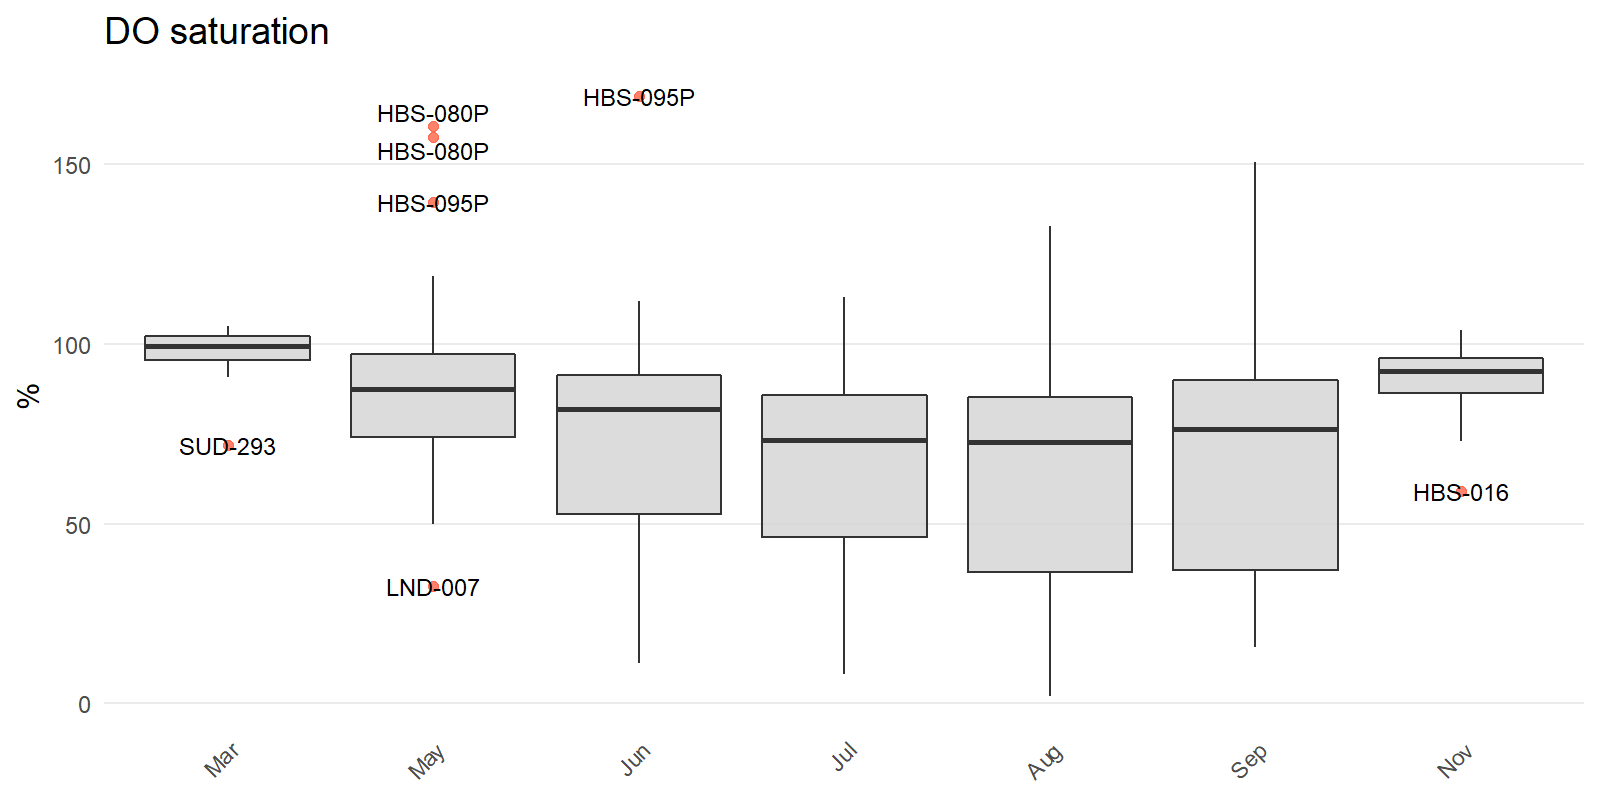 DO saturation
HBS-080P
HBS-095P
HBS-080P
HBS-095P
150
100
%
SUD-293
HBS-016
50
LND-007
0
Mar
May
Jun
Jul
Aug
Sep
Nov